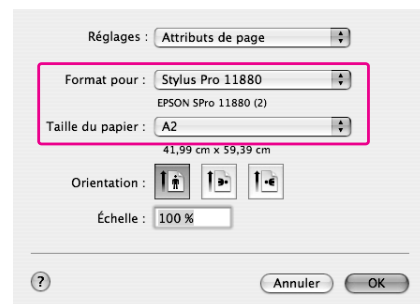 Réglages : Attributs de page
Format pour : Stylus Pro 11880
EPSON SPro 11880 (2)
Taille du papier : A2
41,99 cm x 59,39 cm
Orientation :
Échelle : 100 %
? Annuler OK